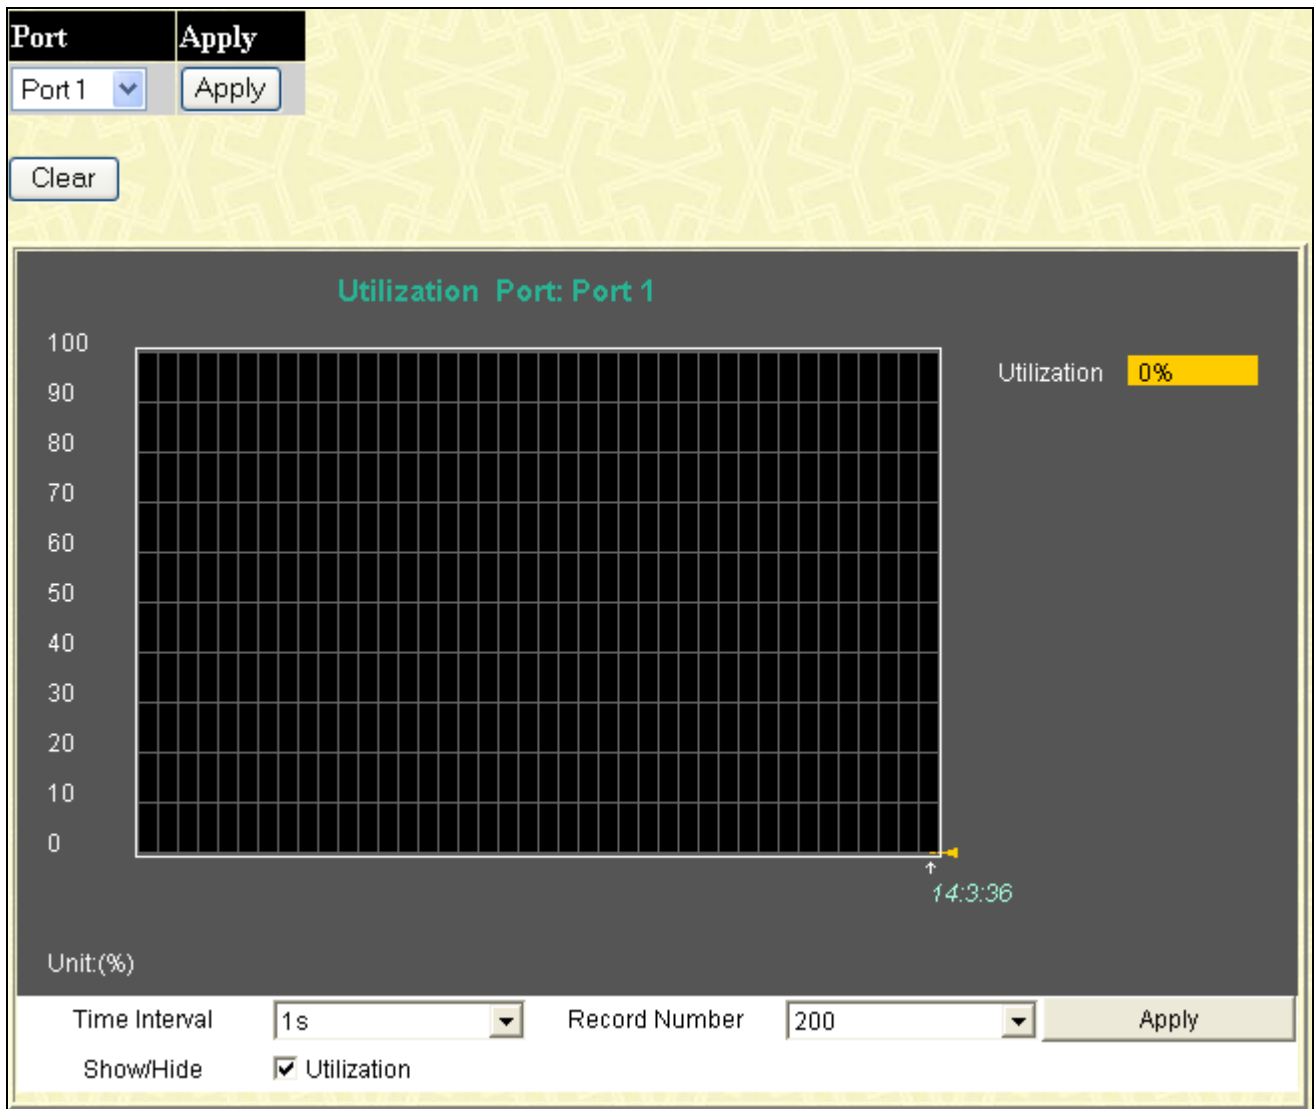 Port Apply
Port 1 Apply
Clear
Utilization Port: Port 1
100
90
80
70
60
50
40
30
20
10
0
Utilization 0%
14:3:36
Unit:(%)
Time Interval 1s Record Number 200 Apply
Show/Hide Utilization